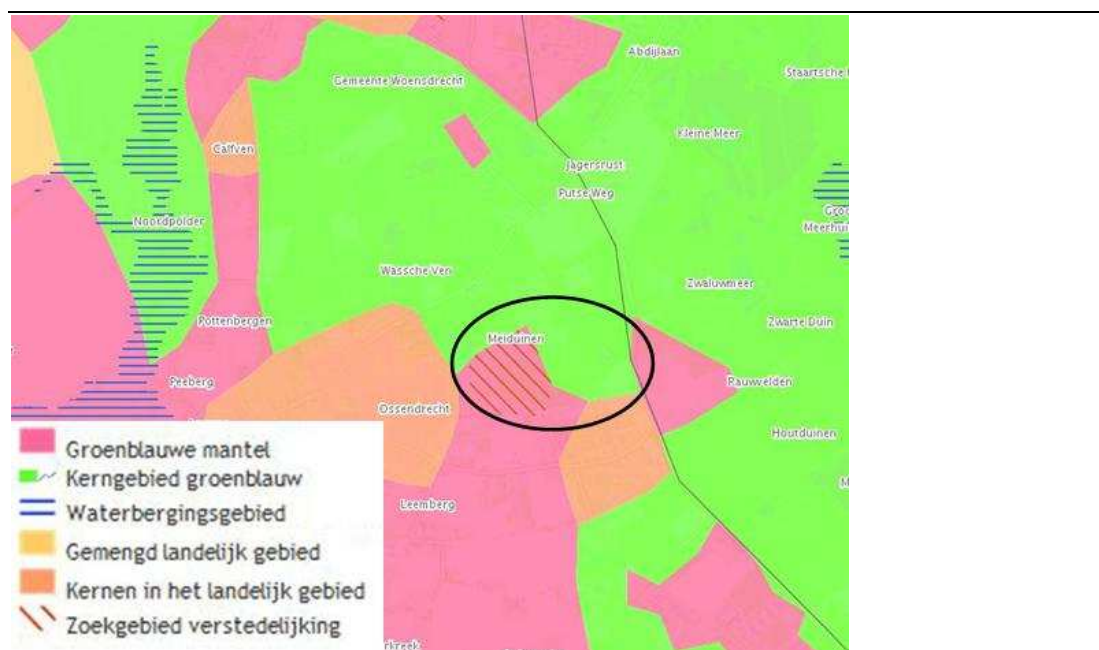 Abdijlaan
Staartsche
Gemeente Woensdrecht
Kleine Meer
Calfven
Jagersrust
Putse Weg
Noordpolder
Meerhui
Wassche Ven
Zwaluwmeer
Pottenbergen
Zwarte Duin
Meiduinen
Peeberg
Rauwvelden
Ossendrecht
Houtduinen
Leemberg
Groenblauwe mantel
Kerngebied groenblauw
Waterbergingsgebied
Gemengd landelijk gebied
Kernen in het landelijk gebied
Zoekgebied verstedelijking